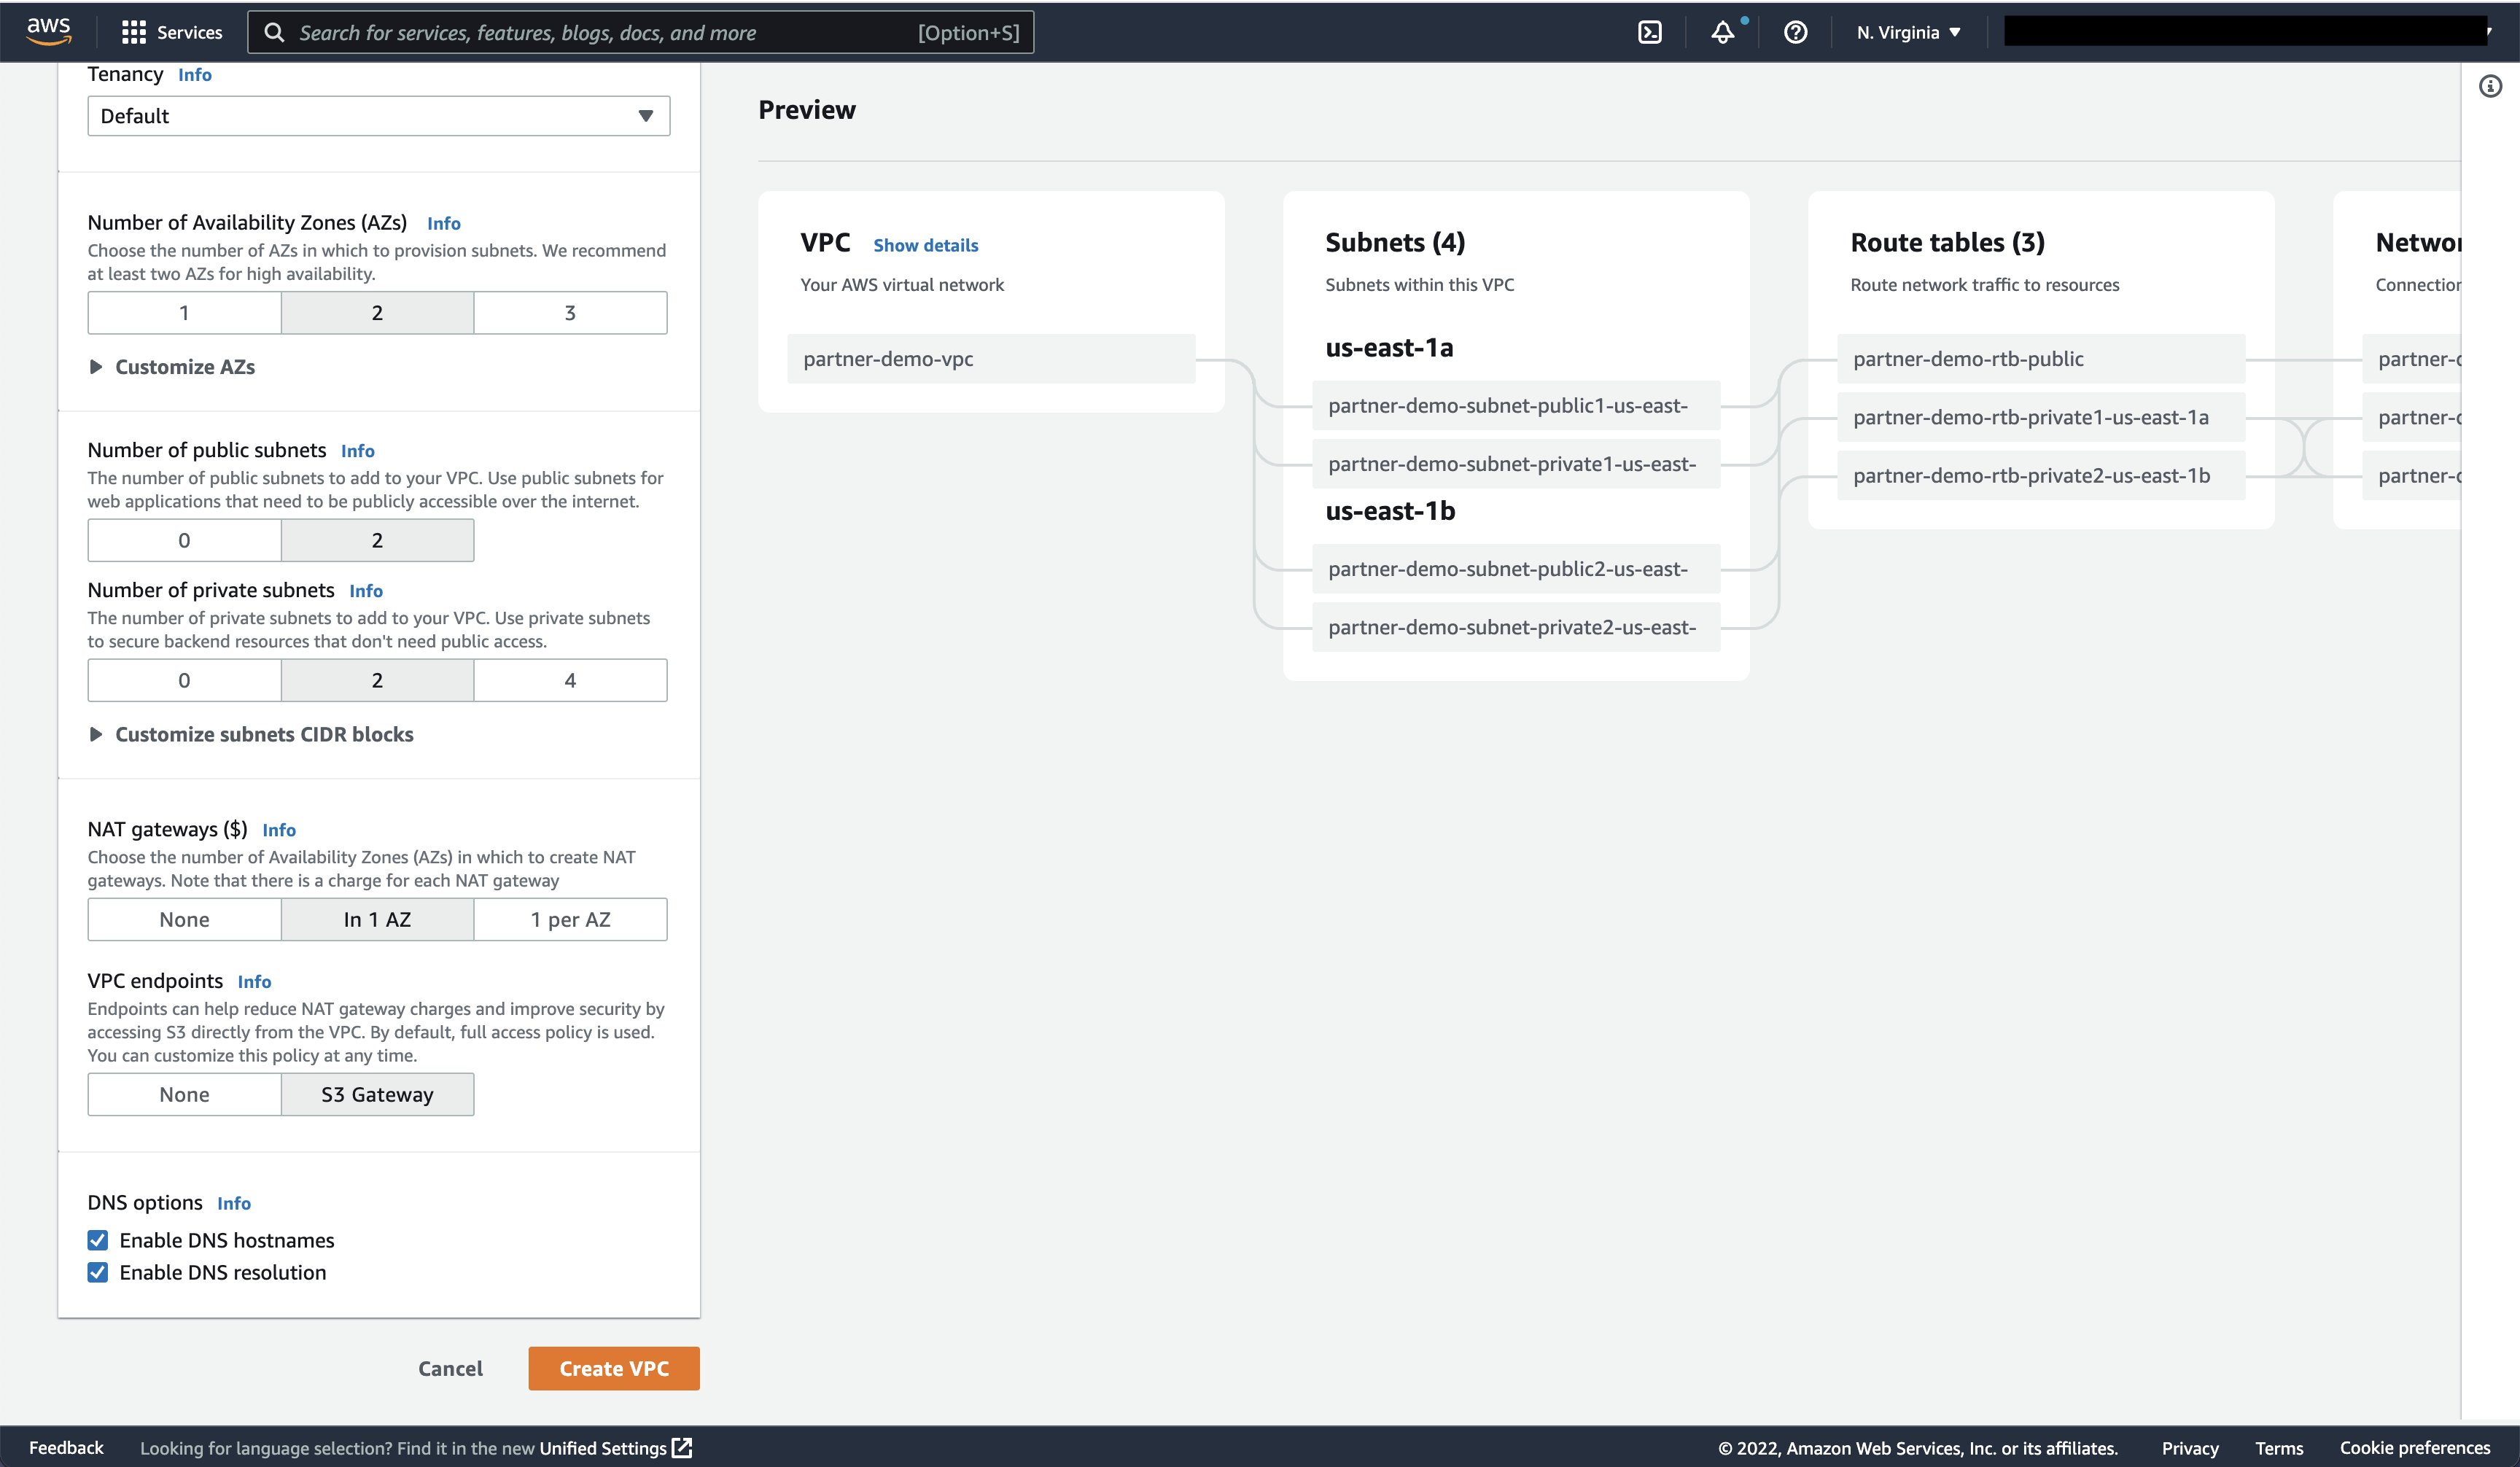 aws
Services
Search for services, features, blogs, docs, and more
[Option+S]
N. Virginia
Tenancy Info
Default
Number of Availability Zones (AZs) Info
Choose the number of AZs in which to provision subnets. We recommend
at least two AZs for high availability.
1 2 3
Customize AZs
Number of public subnets Info
The number of public subnets to add to your VPC. Use public subnets for
web applications that need to be publicly accessible over the internet.
0 2
Number of private subnets Info
The number of private subnets to add to your VPC. Use private subnets
to secure backend resources that don't need public access.
0 2 4
Customize subnets CIDR blocks
NAT gateways ($) Info
Choose the number of Availability Zones (AZs) in which to create NAT
gateways. Note that there is a charge for each NAT gateway
None In 1 AZ 1 per AZ
VPC endpoints Info
Endpoints can help reduce NAT gateway charges and improve security by
accessing S3 directly from the VPC. By default, full access policy is used.
You can customize this policy at any time.
None S3 Gateway
DNS options Info
Enable DNS hostnames
Enable DNS resolution
Cancel Create VPC
Preview
VPC Show details
Your AWS virtual network
partner-demo-vpc
Subnets (4)
Subnets within this VPC
us-east-1a
partner-demo-subnet-public1-us-east-
partner-demo-subnet-private1-us-east-
us-east-1b
partner-demo-subnet-public2-us-east-
partner-demo-subnet-private2-us-east-
Route tables (3)
Route network traffic to resources
partner-demo-rtb-public
partner-demo-rtb-private1-us-east-1a
partner-demo-rtb-private2-us-east-1b
Feedback
Looking for language selection? Find it in the new Unified Settings
© 2022, Amazon Web Services, Inc. or its affiliates.
Privacy Terms Cookie preferences